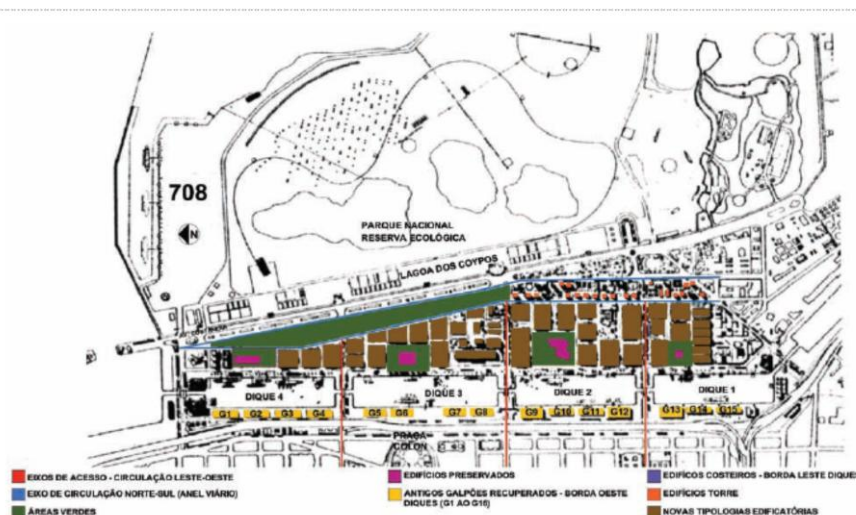 708
N
PARQUE NACIONAL
RESERVA ECOLÓGICA
LAGOA DOS COYPOS
DIQUE 4
DIQUE 3
DIQUE 2
DIQUE 1
G1 G2 G3 G4 G5 G6 G7 G8 G9 G10 G11 G12 G13 G14 G15
PRAÇA
COLON
EIXOS DE ACESSO - CIRCULAÇÃO LESTE-OESTE
EIXO DE CIRCULAÇÃO NORTE-SUL (ANEL VIÁRIO)
ÁREAS VERDES
EDIFÍCIOS PRESERVADOS
ANTIGOS GALPÕES RECUPERADOS - BORDA OESTE
DIQUES (G1 AO G16)
EDIFÍCOS COSTEIROS - BORDA LESTE DIQUES
EDIFÍCIOS TORRE
NOVAS TIPOLOGIAS EDIFICATÓRIAS